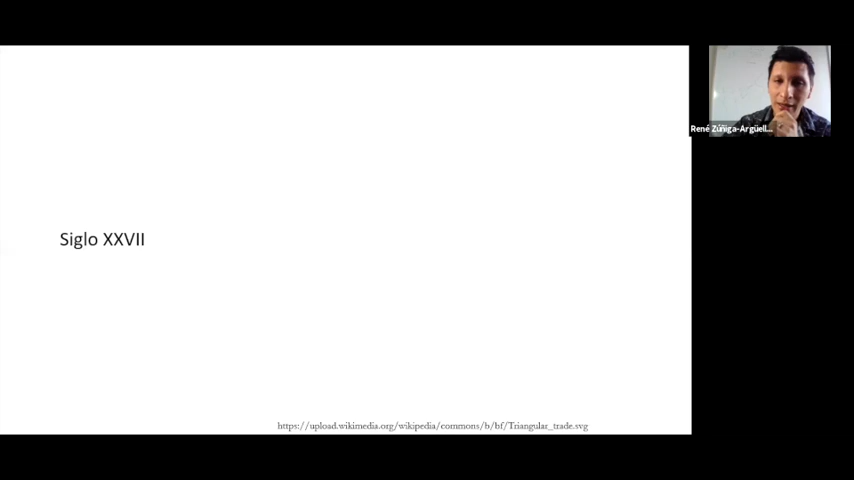 René Zúñiga-Argüell...
Siglo XXVII
https://upload.wikimedia.org/wikipedia/commons/b/bf/Triangular_trade.svg